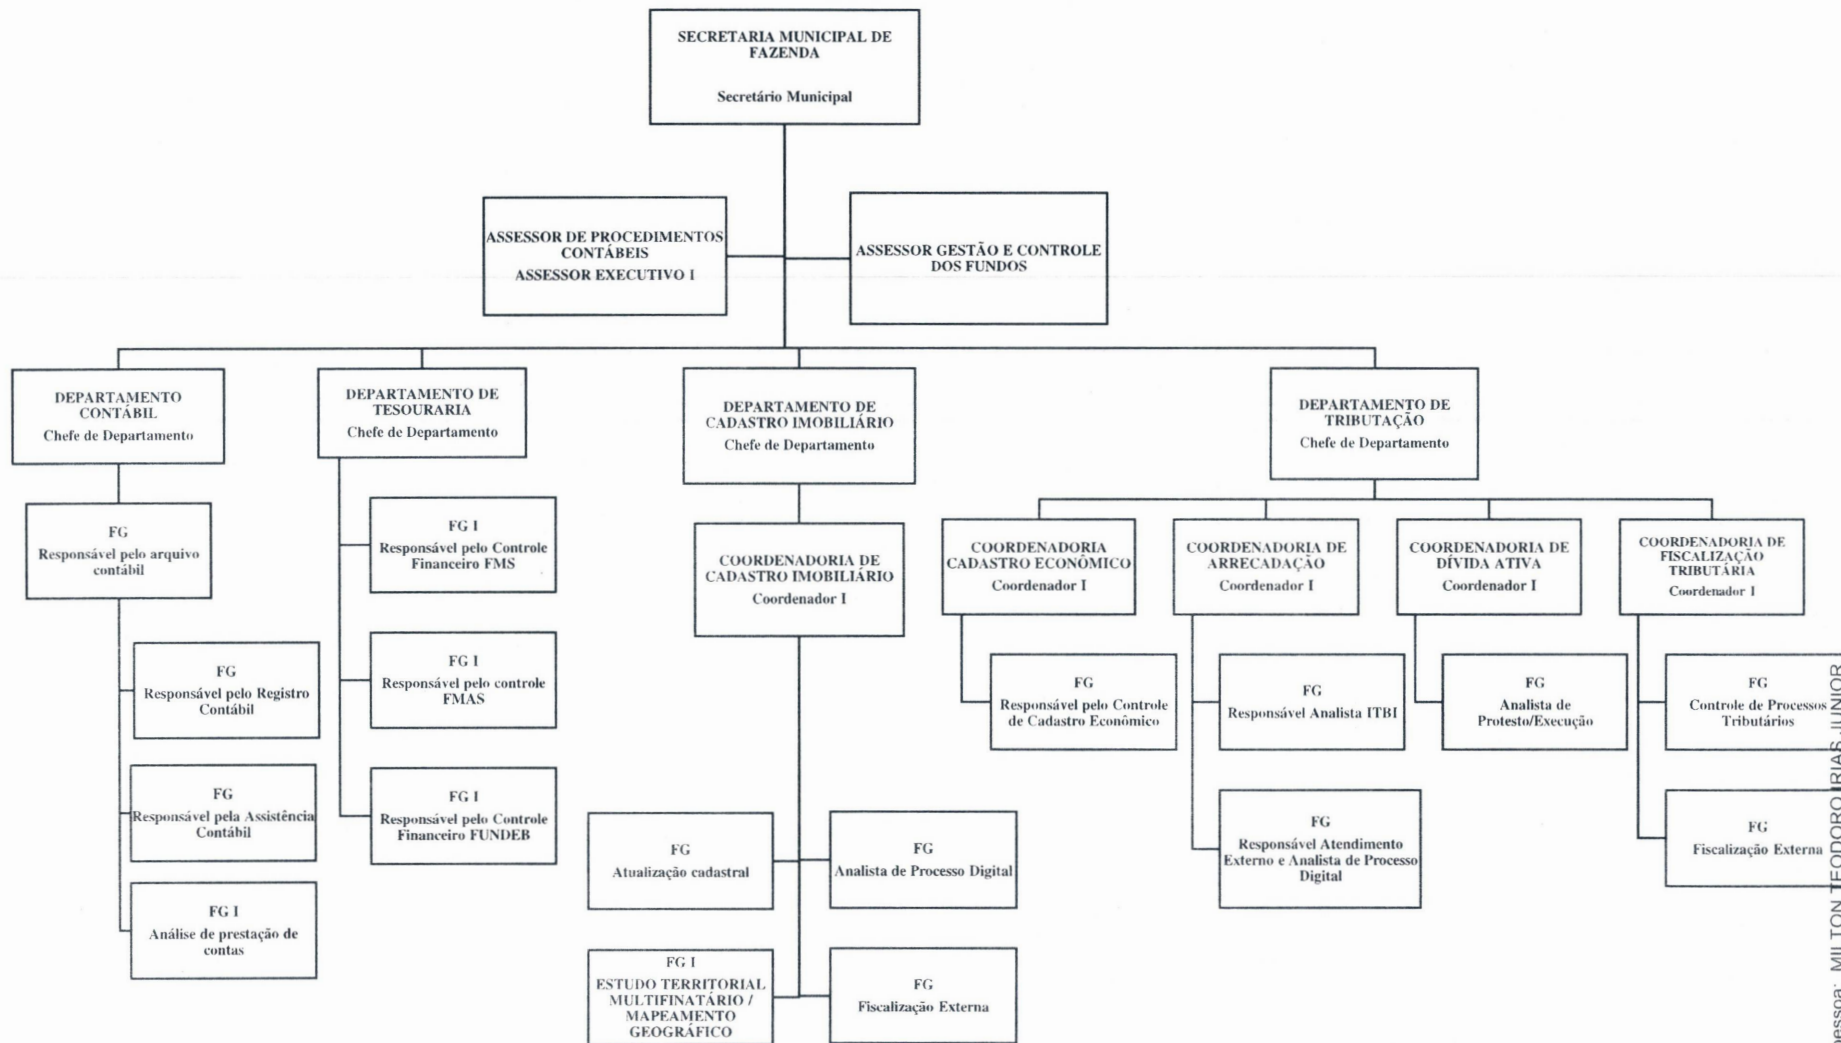 SECRETARIA MUNICIPAL DE
FAZENDA
Secretário Municipal
ASSESSOR DE PROCEDIMENTOS
CONTÁBEIS
ASSESSOR EXECUTIVO I
ASSESSOR GESTÃO E CONTROLE
DOS FUNDOS
DEPARTAMENTO
CONTÁBIL
Chefe de Departamento
DEPARTAMENTO DE
TESOURARIA
Chefe de Departamento
DEPARTAMENTO DE
CADASTRO IMOBILIÁRIO
Chefe de Departamento
DEPARTAMENTO DE
TRIBUTAÇÃO
Chefe de Departamento
FG
Responsável pelo arquivo
contábil
FG
Responsável pelo Registro
Contábil
FG
Responsável pela Assistência
Contábil
FG I
Análise de prestação de
contas
FG I
Responsável pelo Controle
Financeiro FMS
FG I
Responsável pelo controle
FMAS
FG I
Responsável pelo Controle
Financeiro FUNDEB
COORDENADORIA DE
CADASTRO IMOBILIÁRIO
Coordenador I
FG
Atualização cadastral
FG
Analista de Processo Digital
FG I
ESTUDO TERRITORIAL
MULTIFINATÁRIO /
MAPEAMENTO
GEOGRÁFICO
FG
Fiscalização Externa
COORDENADORIA
CADASTRO ECONÔMICO
Coordenador I
FG
Responsável pelo Controle
de Cadastro Econômico
COORDENADORIA DE
ARRECADAÇÃO
Coordenador I
FG
Responsável Analista ITBI
FG
Responsável Atendimento
Externo e Analista de Processo
Digital
COORDENADORIA DE
DÍVIDA ATIVA
Coordenador I
FG
Analista de
Protesto/Execução
COORDENADORIA DE
FISCALIZAÇÃO
TRIBUTÁRIA
Coordenador I
FG
Controle de Processos
Tributários
FG
Fiscalização Externa
pessoa: MILTON TEODORO IRIAS JUNIOR